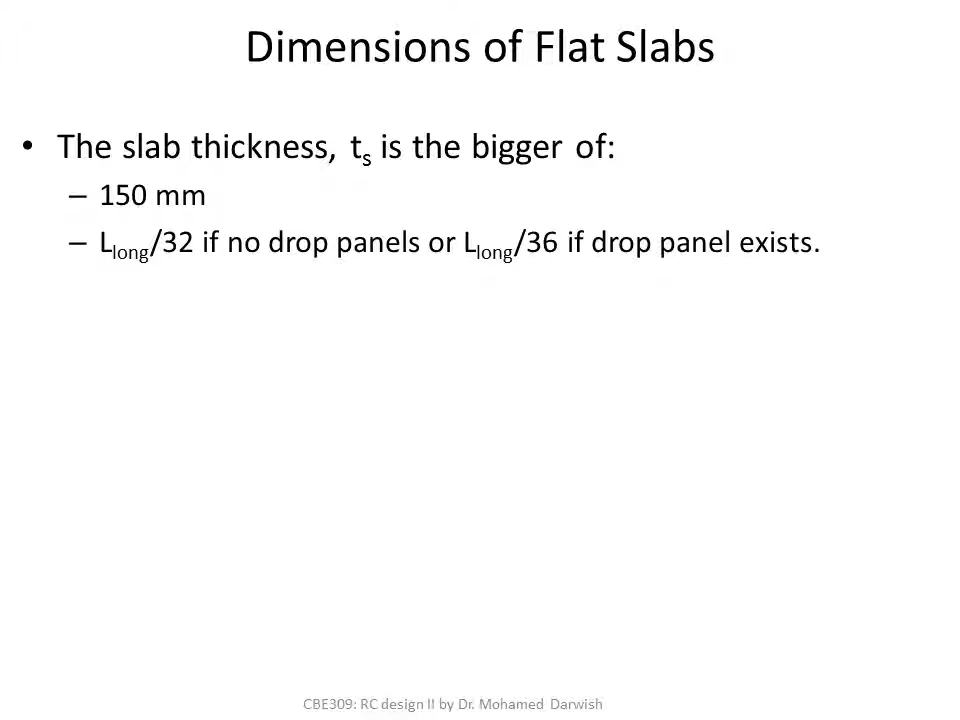 Dimensions of Flat Slabs
• The slab thickness, ts is the bigger of:
– 150 mm
– Llong/32 if no drop panels or Llong/36 if drop panel exists.
CBE309: RC design II by Dr. Mohamed Darwish